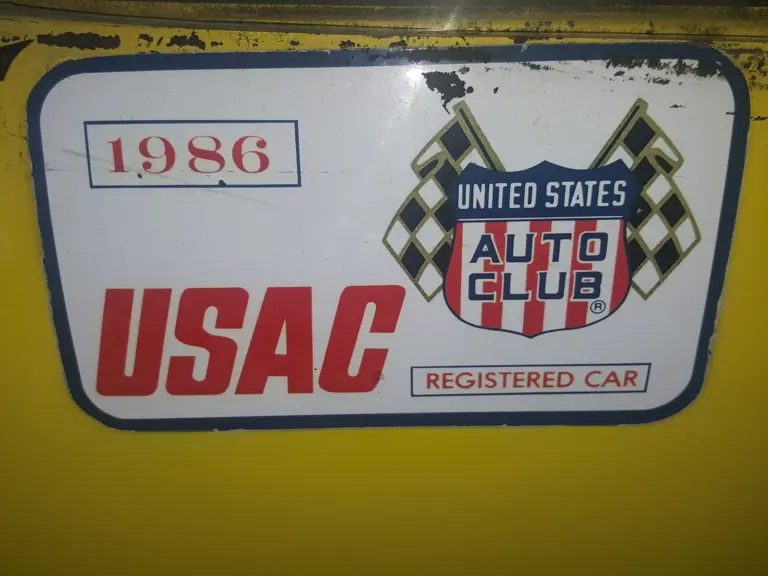 1986
UNITED STATES
AUTO
CLUB®
USAC
REGISTERED CAR